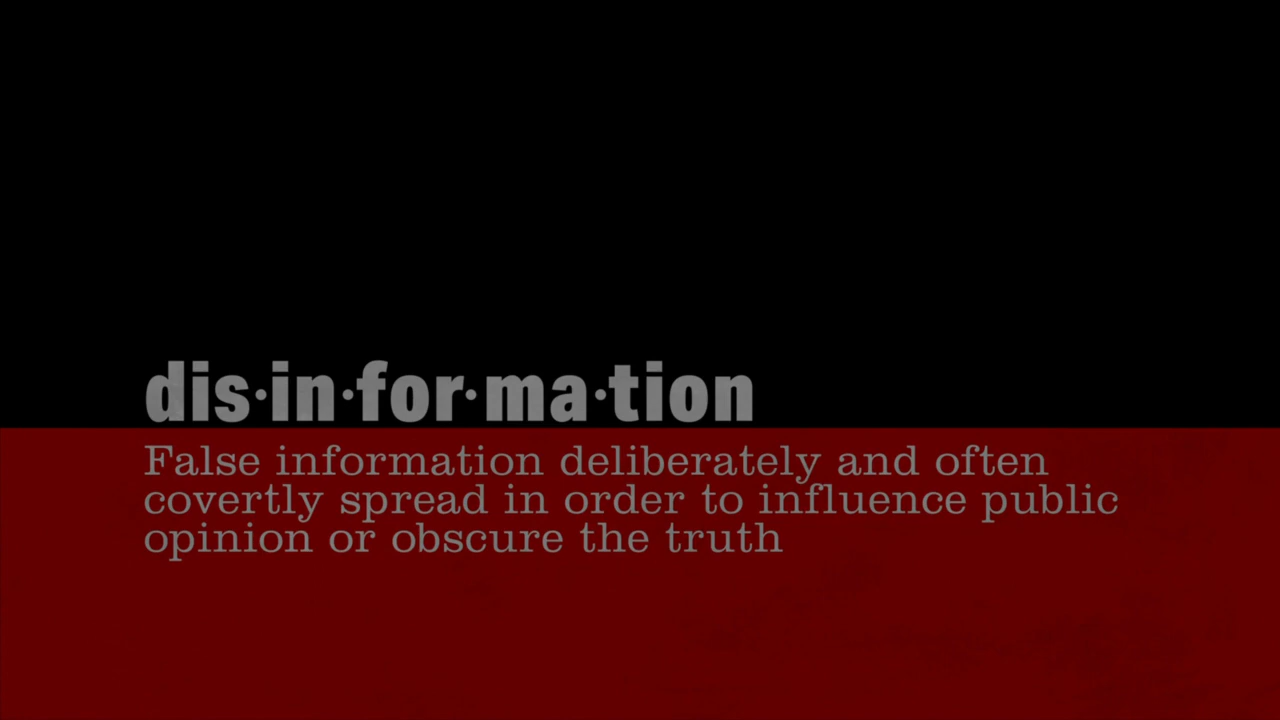 dis·in·for·ma·tion
False information deliberately and often
covertly spread in order to influence public
opinion or obscure the truth